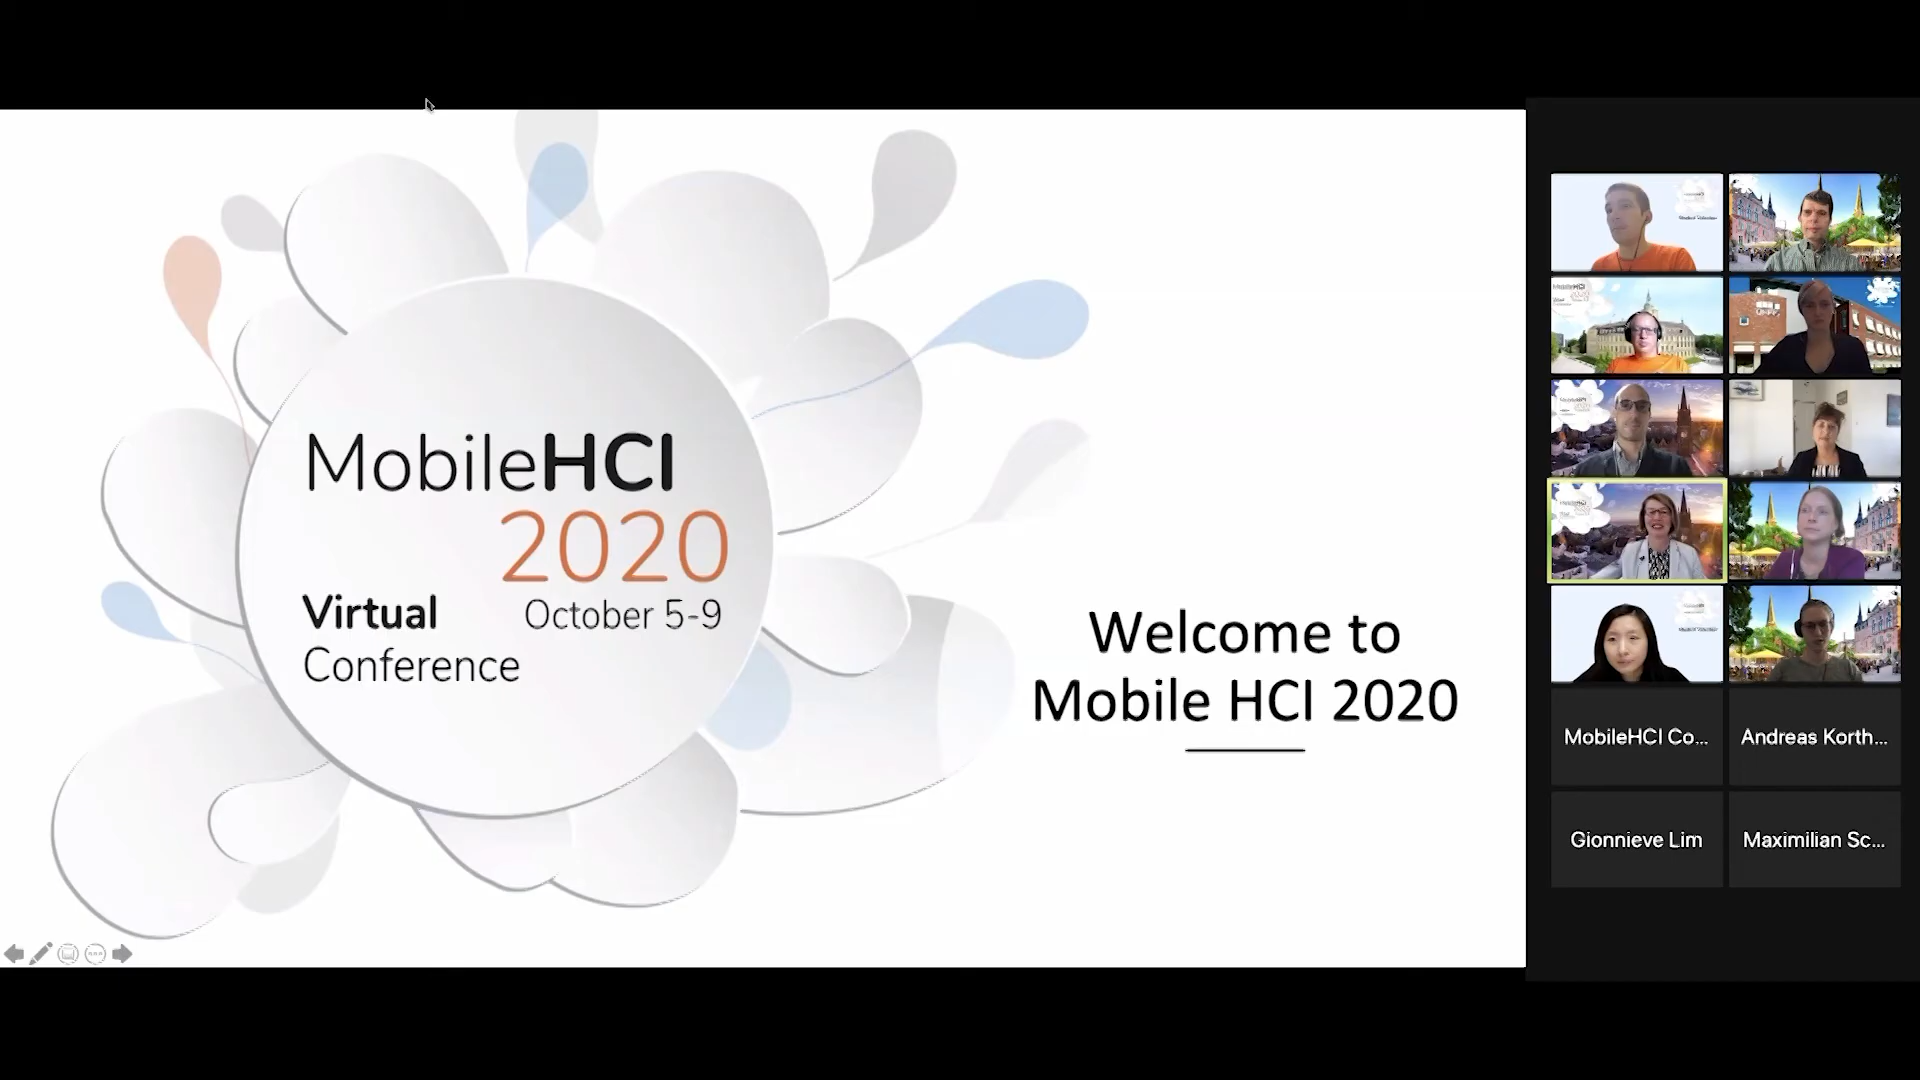 MobileHCI
2020
Virtual
October 5-9
Conference
Welcome to
Mobile HCI 2020
MobileHCI Co...
Andreas Korth...
Gionnieve Lim
Maximilian Sc...